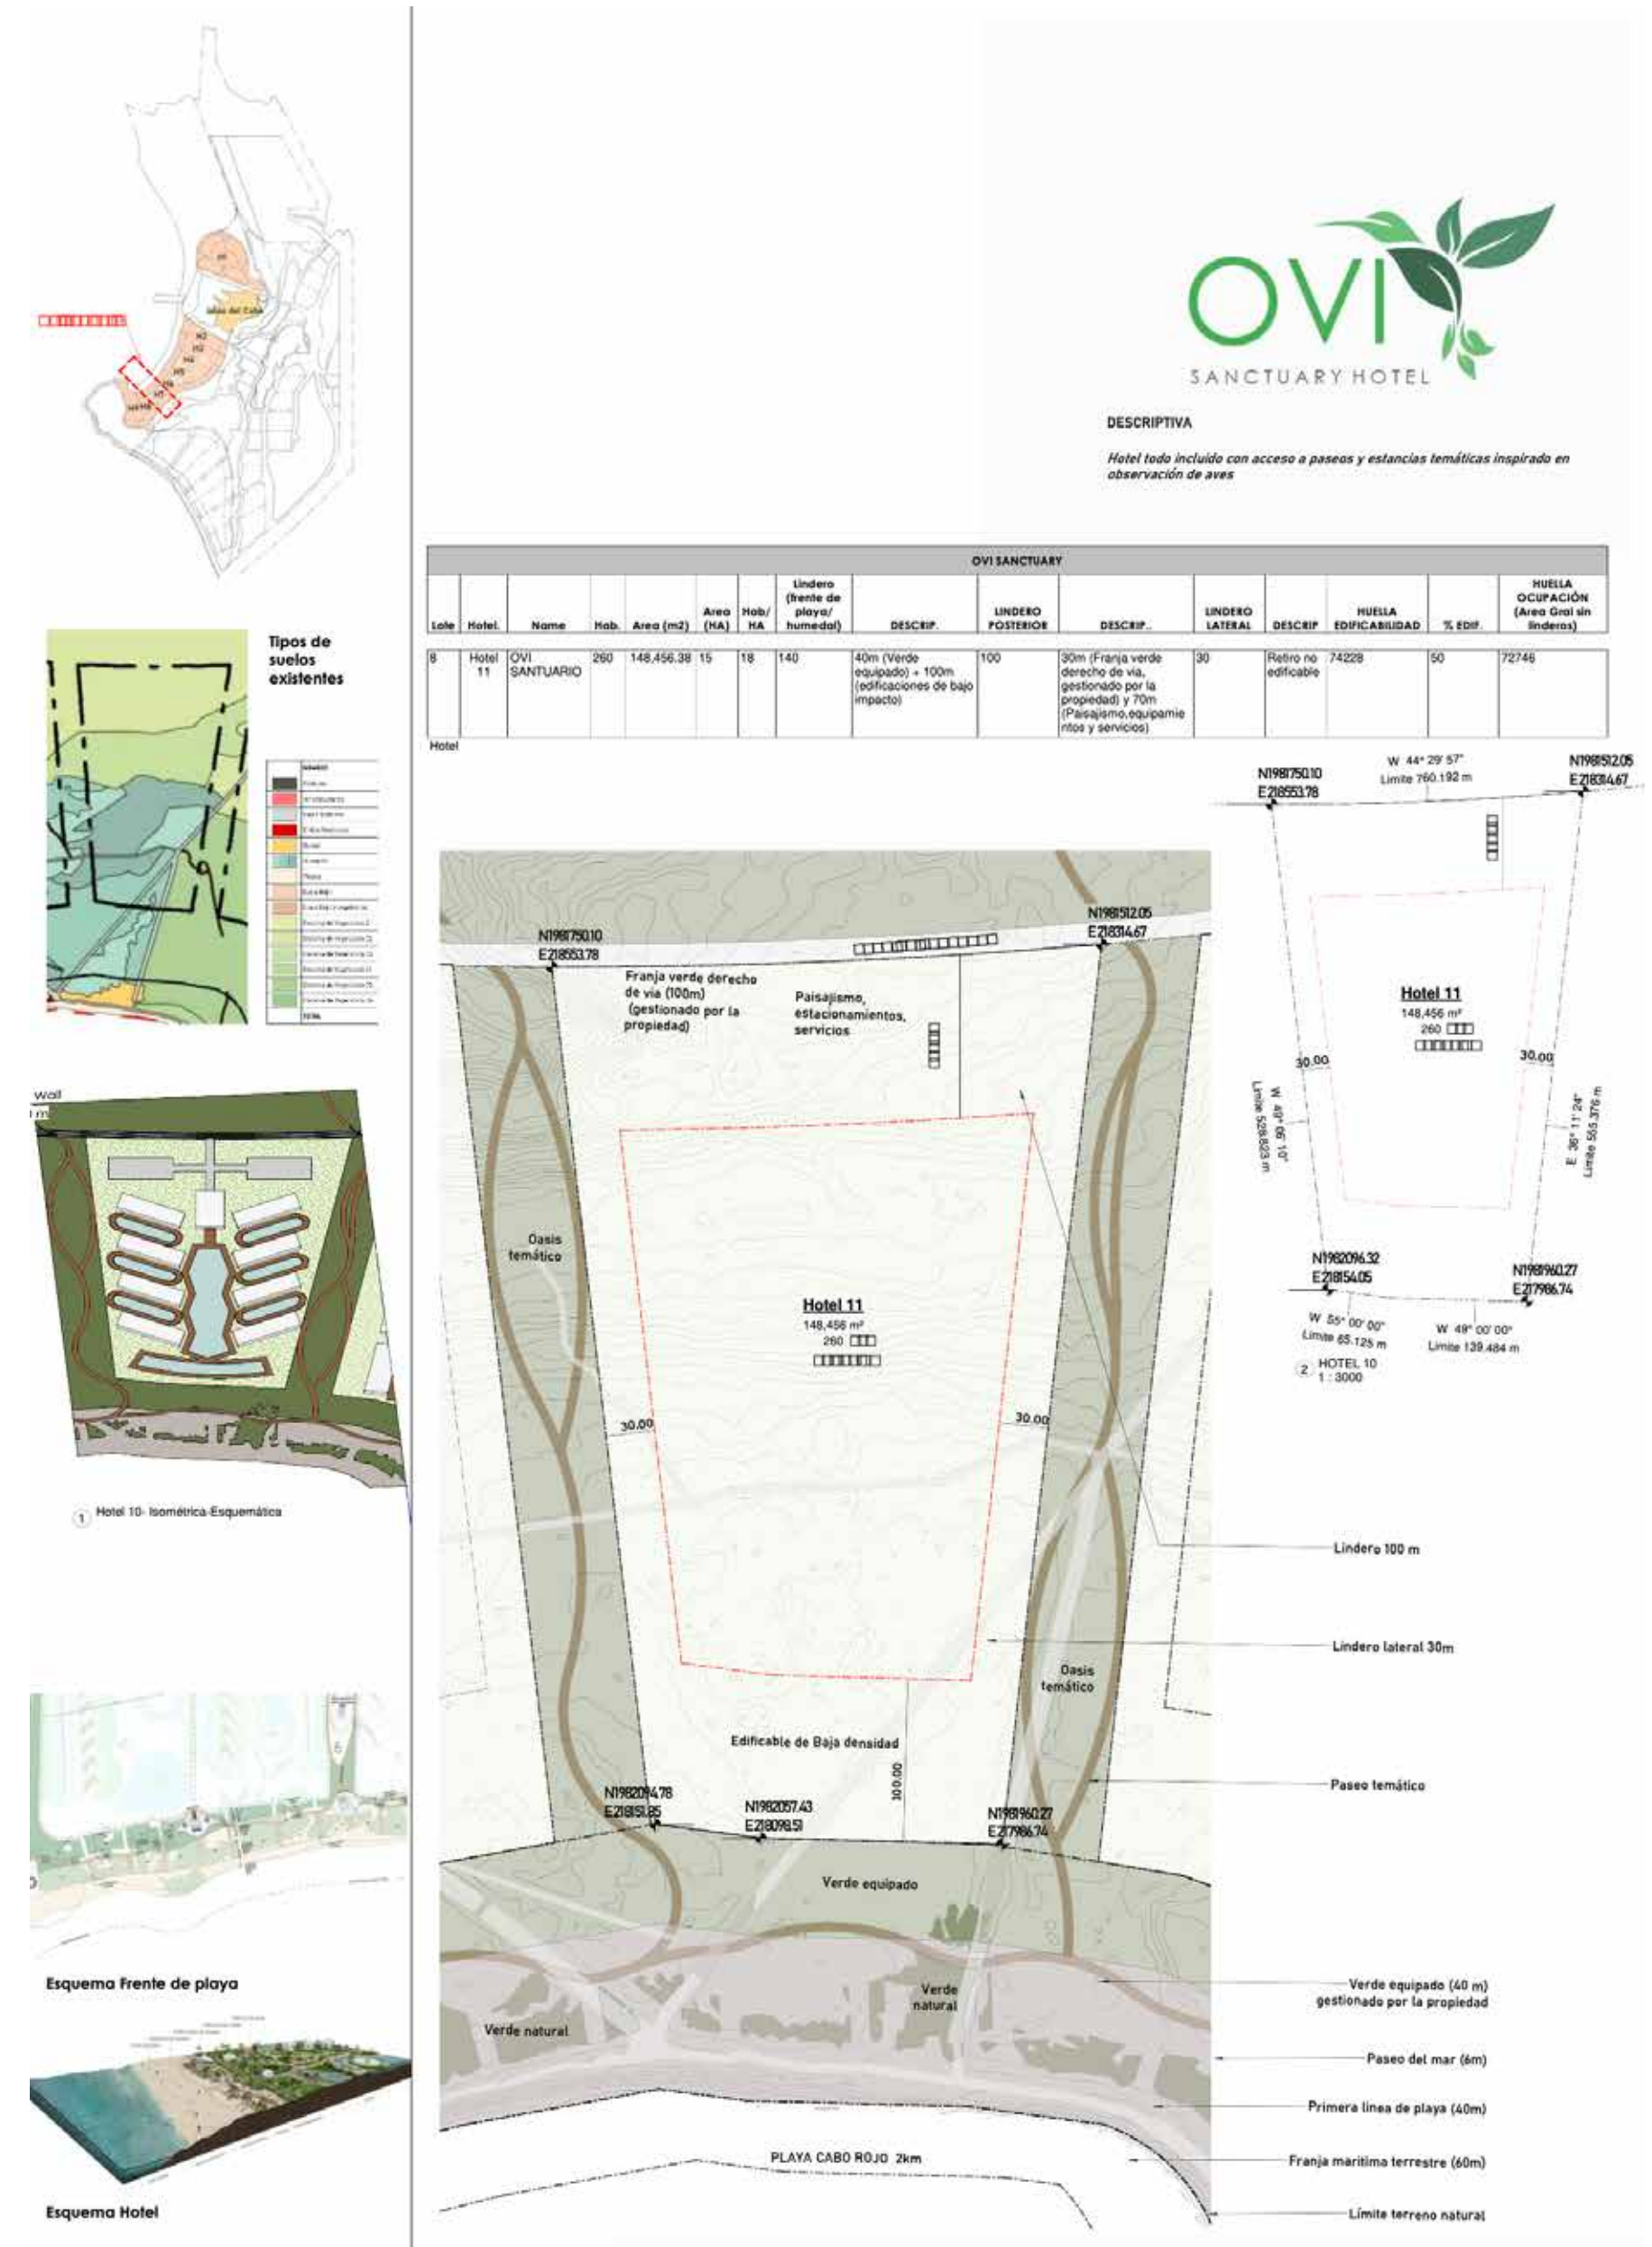 OVI
SANCTUARY HOTEL
DESCRIPTIVA
Hotel todo incluido con acceso a paseos y estancias temáticas inspirado en
observación de aves
Islas del Cabo
H2
H4
H5
H7
Tipos de
suelos
existentes
OVI SANCTUARY
Lote Hotel. Name Hab. Area (m2) Area (HA) Hab/ HA Lindero (frente de playa/ humedal) DESCRIP. LINDERO POSTERIOR DESCRIP.. LINDERO LATERAL DESCRIP HUELLA EDIFICABILIDAD % EDIF. HUELLA OCUPACIÓN (Area Gral sin linderos)
8 Hotel 11 OVI SANTUARIO 260 148,456.38 15 18 140 40m (Verde equipado) + 100m (edificaciones de bajo impacto) 100 30m (Franja verde derecho de via, gestionado por la propiedad) y 70m (Paisajismo,equipamientos y servicios) 30 Retiro no edificable 74228 50 72746
Hotel
W 44° 29' 57"
Limite 760.192 m
N1981750.10
E218553.78
N1981512.05
E218314.67
Hotel 11
148,456 m²
260
30.00
30.00
W 49° 06' 10"
Limite 528.823 m
E 36° 11' 24"
Limite 565.376 m
N1982096.32
E218154.05
N1981960.27
E217986.74
W 55° 00' 00"
Limite 65.125 m
W 49° 00' 00"
Limite 139.484 m
2 HOTEL 10
1 : 3000
N1981750.10
E218553.78
N1981512.05
E218314.67
Franja verde derecho
de via (100m)
(gestionado por la
propiedad)
Paisajismo,
estacionamientos,
servicios
Oasis
temático
Hotel 11
148,456 m²
260
30.00
30.00
Lindero 100 m
Lindero lateral 30m
Oasis
temático
Edificable de Baja densidad
100.00
Paseo temático
N1982094.78
E218151.85
N1982057.43
E218098.51
N1981960.27
E217986.74
Verde equipado
Verde
natural
Verde natural
Verde equipado (40 m)
gestionado por la propiedad
Paseo del mar (6m)
Primera linea de playa (40m)
PLAYA CABO ROJO 2km
Franja maritima terrestre (60m)
Límite terreno natural
Wall
m
1 Hotel 10- Isométrica-Esquemática
Esquema Frente de playa
Esquema Hotel